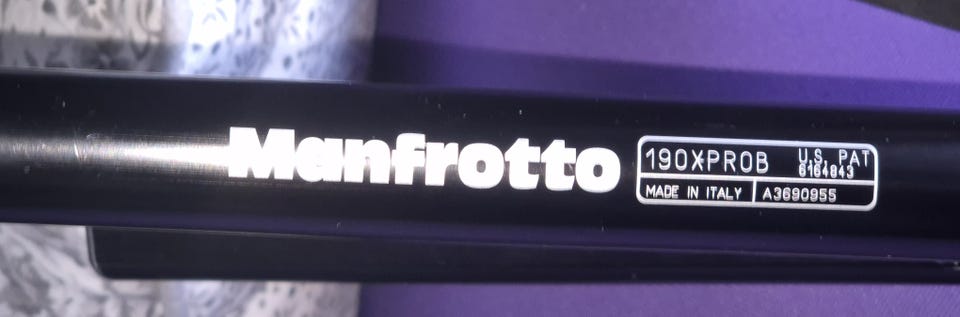 Manfrotto
190XPROB
U.S. PAT
6164843
MADE IN ITALY
A3690955